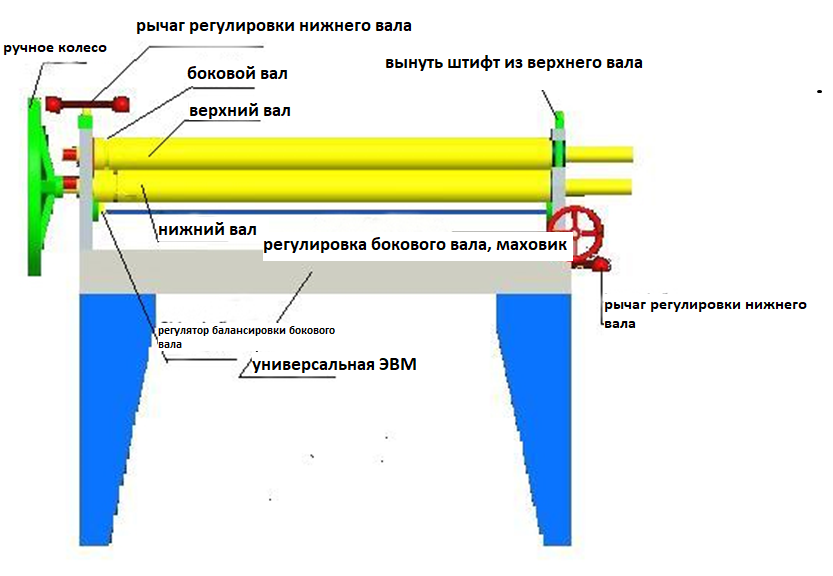 рычаг регулировки нижнего вала
ручное колесо
боковой вал
вынуть штифт из верхнего вала
верхний вал
нижний вал
регулировка бокового вала, маховик
рычаг регулировки нижнего
вала
регулятор балансировки бокового
вала
универсальная ЭВМ